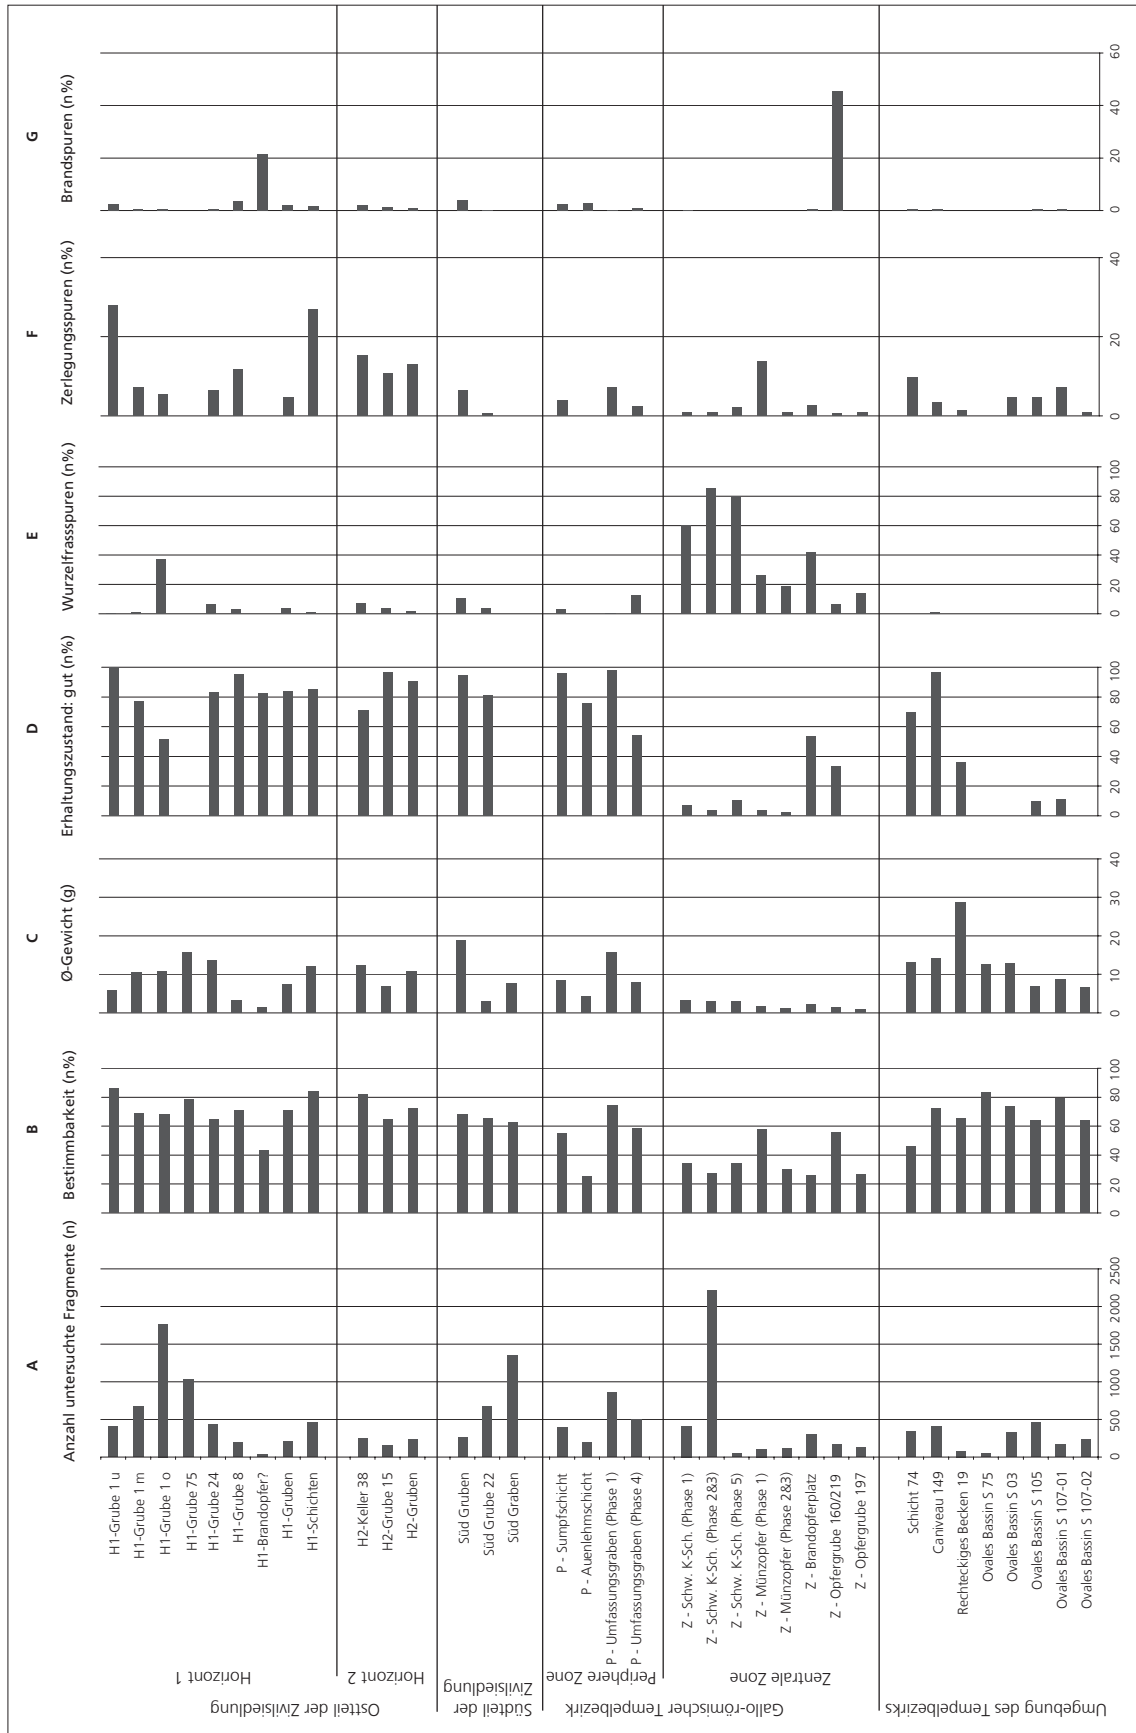 A
Anzahl untersuchte Fragmente (n)
B
Bestimmbarkeit (n%)
C
Ø-Gewicht (g)
D
Erhaltungszustand: gut (n%)
E
Wurzelfrassspuren (n%)
F
Zerlegungsspuren (n%)
G
Brandspuren (n%)
Ostteil der Zivilsiedlung
Horizont 1
H1-Grube 1 u
H1-Grube 1 m
H1-Grube 1 o
H1-Grube 75
H1-Grube 24
H1-Grube 8
H1-Brandopfer?
H1-Gruben
H1-Schichten
Horizont 2
H2-Keller 38
H2-Grube 15
H2-Gruben
Südteil der
Zivilsiedlung
Süd Gruben
Süd Grube 22
Süd Graben
Gallo-römischer Tempelbezirk
Periphere Zone
P - Sumpfschicht
P - Auenlehmschicht
P - Umfassungsgraben (Phase 1)
P - Umfassungsgraben (Phase 4)
Zentrale Zone
Z - Schw. K-Sch. (Phase 1)
Z - Schw. K-Sch. (Phase 2&3)
Z - Schw. K-Sch. (Phase 5)
Z - Münzopfer (Phase 1)
Z - Münzopfer (Phase 2&3)
Z - Brandopferplatz
Z - Opfergrube 160/219
Z - Opfergrube 197
Umgebung des Tempelbezirks
Schicht 74
Caniveau 149
Rechteckiges Becken 19
Ovales Bassin S 75
Ovales Bassin S 03
Ovales Bassin S 105
Ovales Bassin S 107-01
Ovales Bassin S 107-02
0 500 1000 1500 2000 2500
0 20 40 60 80 100
0 10 20 30 40
0 20 40 60 80 100
0 20 40 60 80 100
0 20 40
0 20 40 60